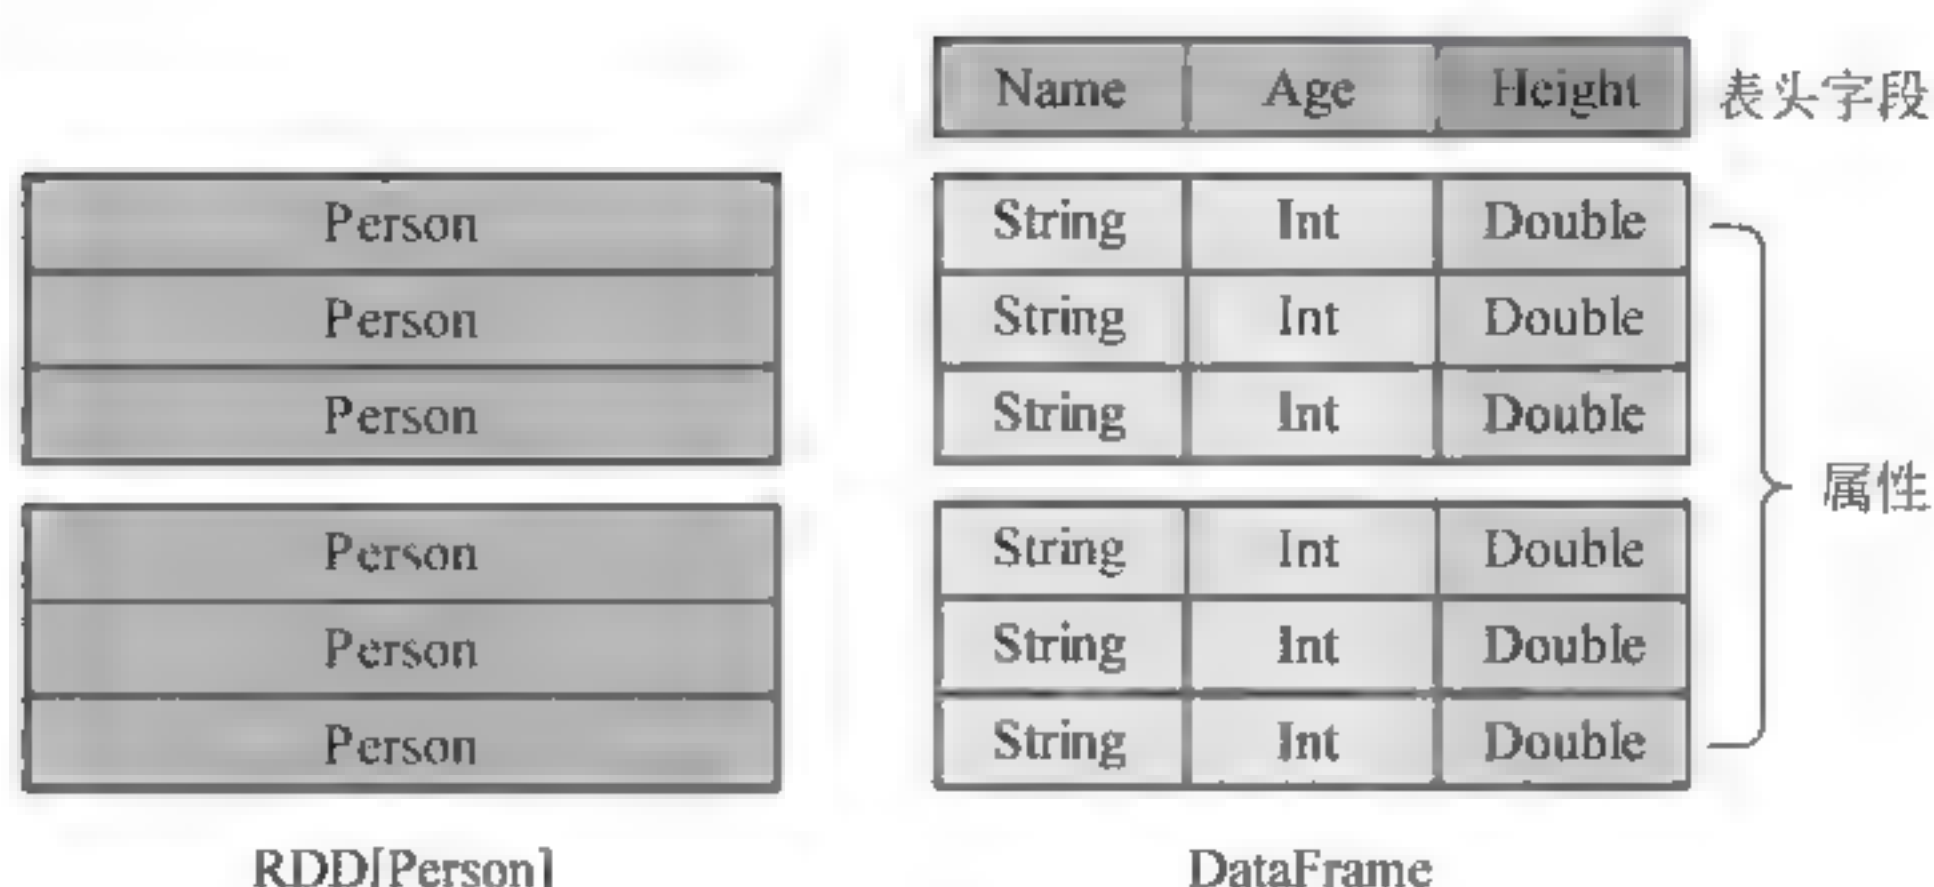 Name Age Height 表头字段
Person String Int Double
Person String Int Double
Person String Int Double
属性
Person String Int Double
Person String Int Double
Person String Int Double
RDD[Person] DataFrame